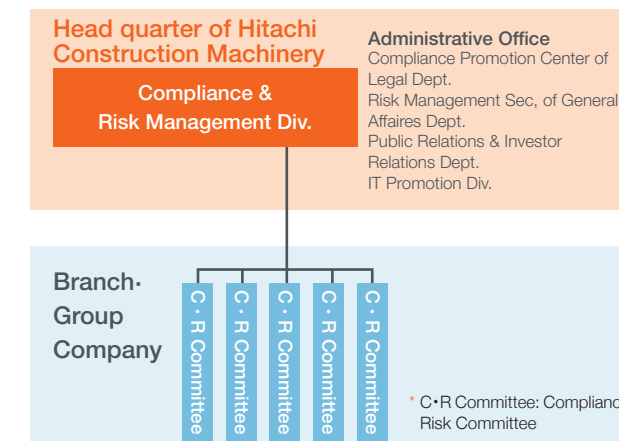 Head quarter of Hitachi
Construction Machinery
Compliance &
Risk Management Div.
Administrative Office
Compliance Promotion Center of
Legal Dept.
Risk Management Sec, of General
Affaires Dept.
Public Relations & Investor
Relations Dept.
IT Promotion Div.
Branch·
Group
Company
C・R Committee
C・R Committee
C・R Committee
C・R Committee
C・R Committee
* C・R Committee:
Risk Committee